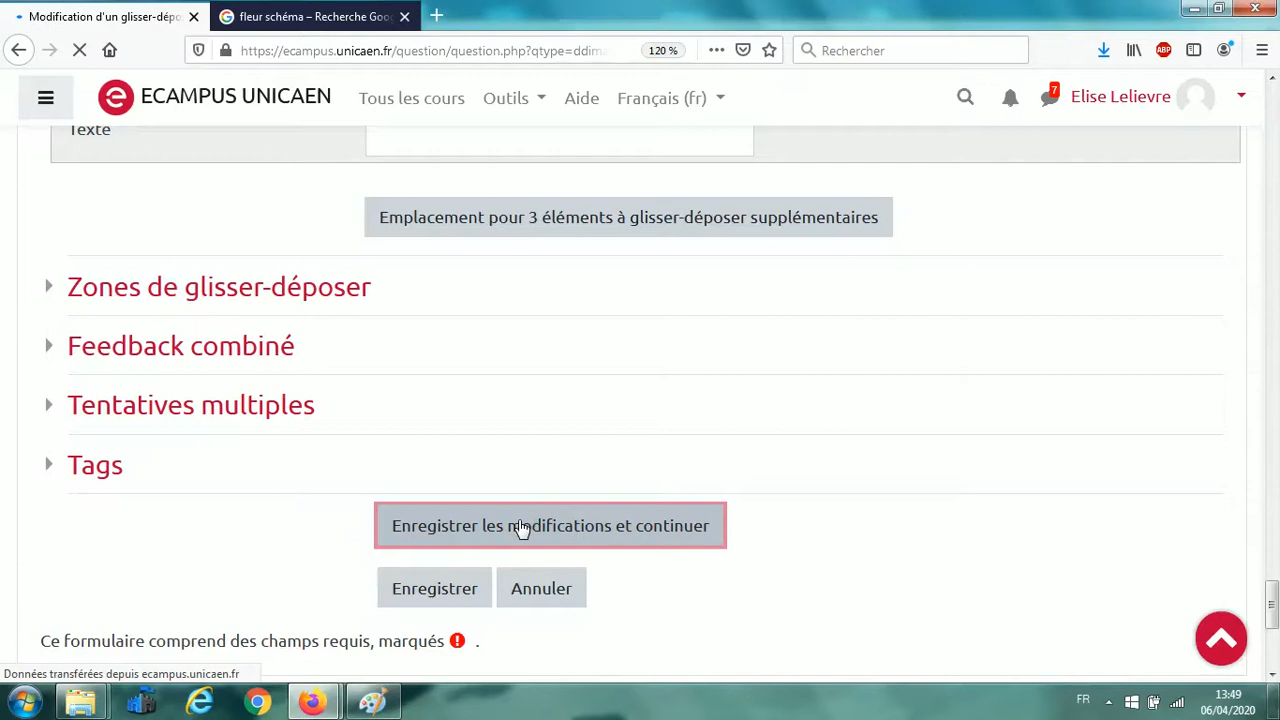 Modification d'un glisser-dépo
fleur schéma – Recherche Goog
https://ecampus.unicaen.fr/question/question.php?qtype=ddima
120 %
Rechercher
ABP
ECAMPUS UNICAEN
Tous les cours
Outils
Aide
Français (fr)
7
Elise Lelievre
Texte
Emplacement pour 3 éléments à glisser-déposer supplémentaires
Zones de glisser-déposer
Feedback combiné
Tentatives multiples
Tags
Enregistrer les modifications et continuer
Enregistrer
Annuler
Ce formulaire comprend des champs requis, marqués .
Données transférées depuis ecampus.unicaen.fr
FR
13:49
06/04/2020